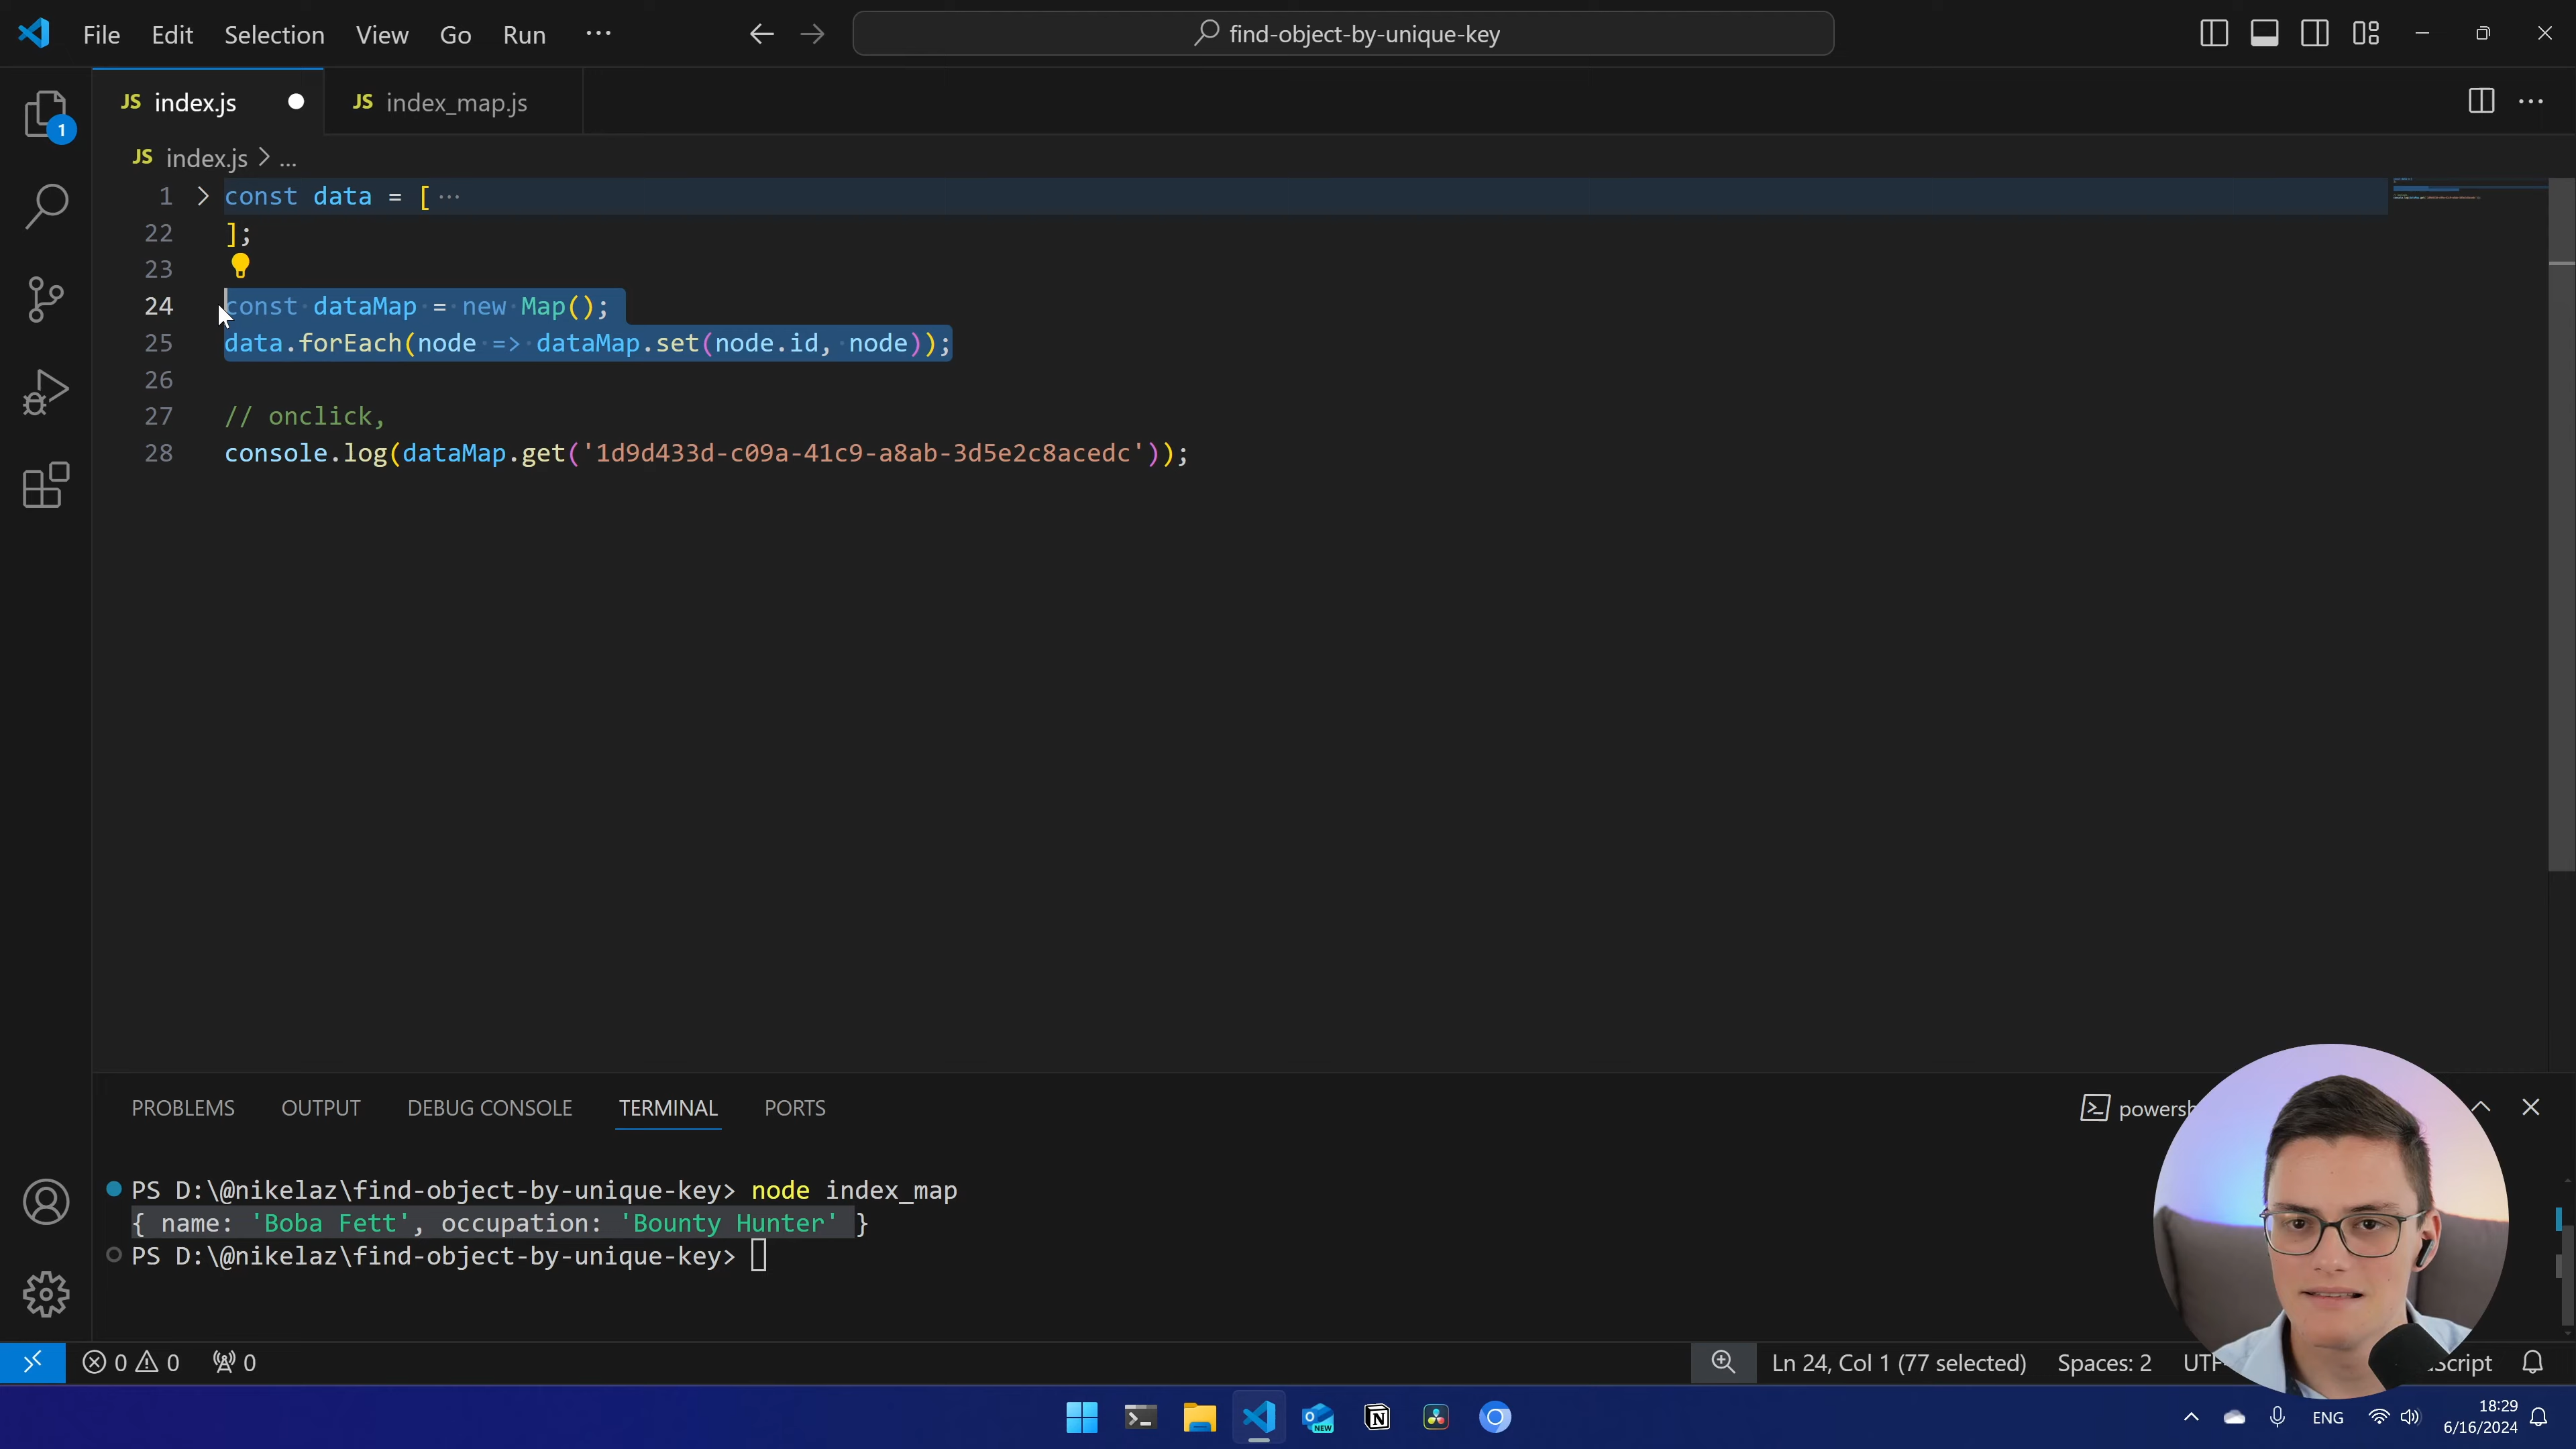 File Edit Selection View Go Run ··· find-object-by-unique-key
JS index.js JS index_map.js
1
JS index.js > ...
1 const data = [ ···
22 ];
23
24 const dataMap = new Map();
25 data.forEach(node => dataMap.set(node.id, node));
26
27 // onclick,
28 console.log(dataMap.get('1d9d433d-c09a-41c9-a8ab-3d5e2c8acedc'));
PROBLEMS OUTPUT DEBUG CONSOLE TERMINAL PORTS
PS D:\@nikelaz\find-object-by-unique-key> node index_map
{ name: 'Boba Fett', occupation: 'Bounty Hunter' }
PS D:\@nikelaz\find-object-by-unique-key>
0 0 0 Ln 24, Col 1 (77 selected) Spaces: 2
NEW ENG 18:29
6/16/2024